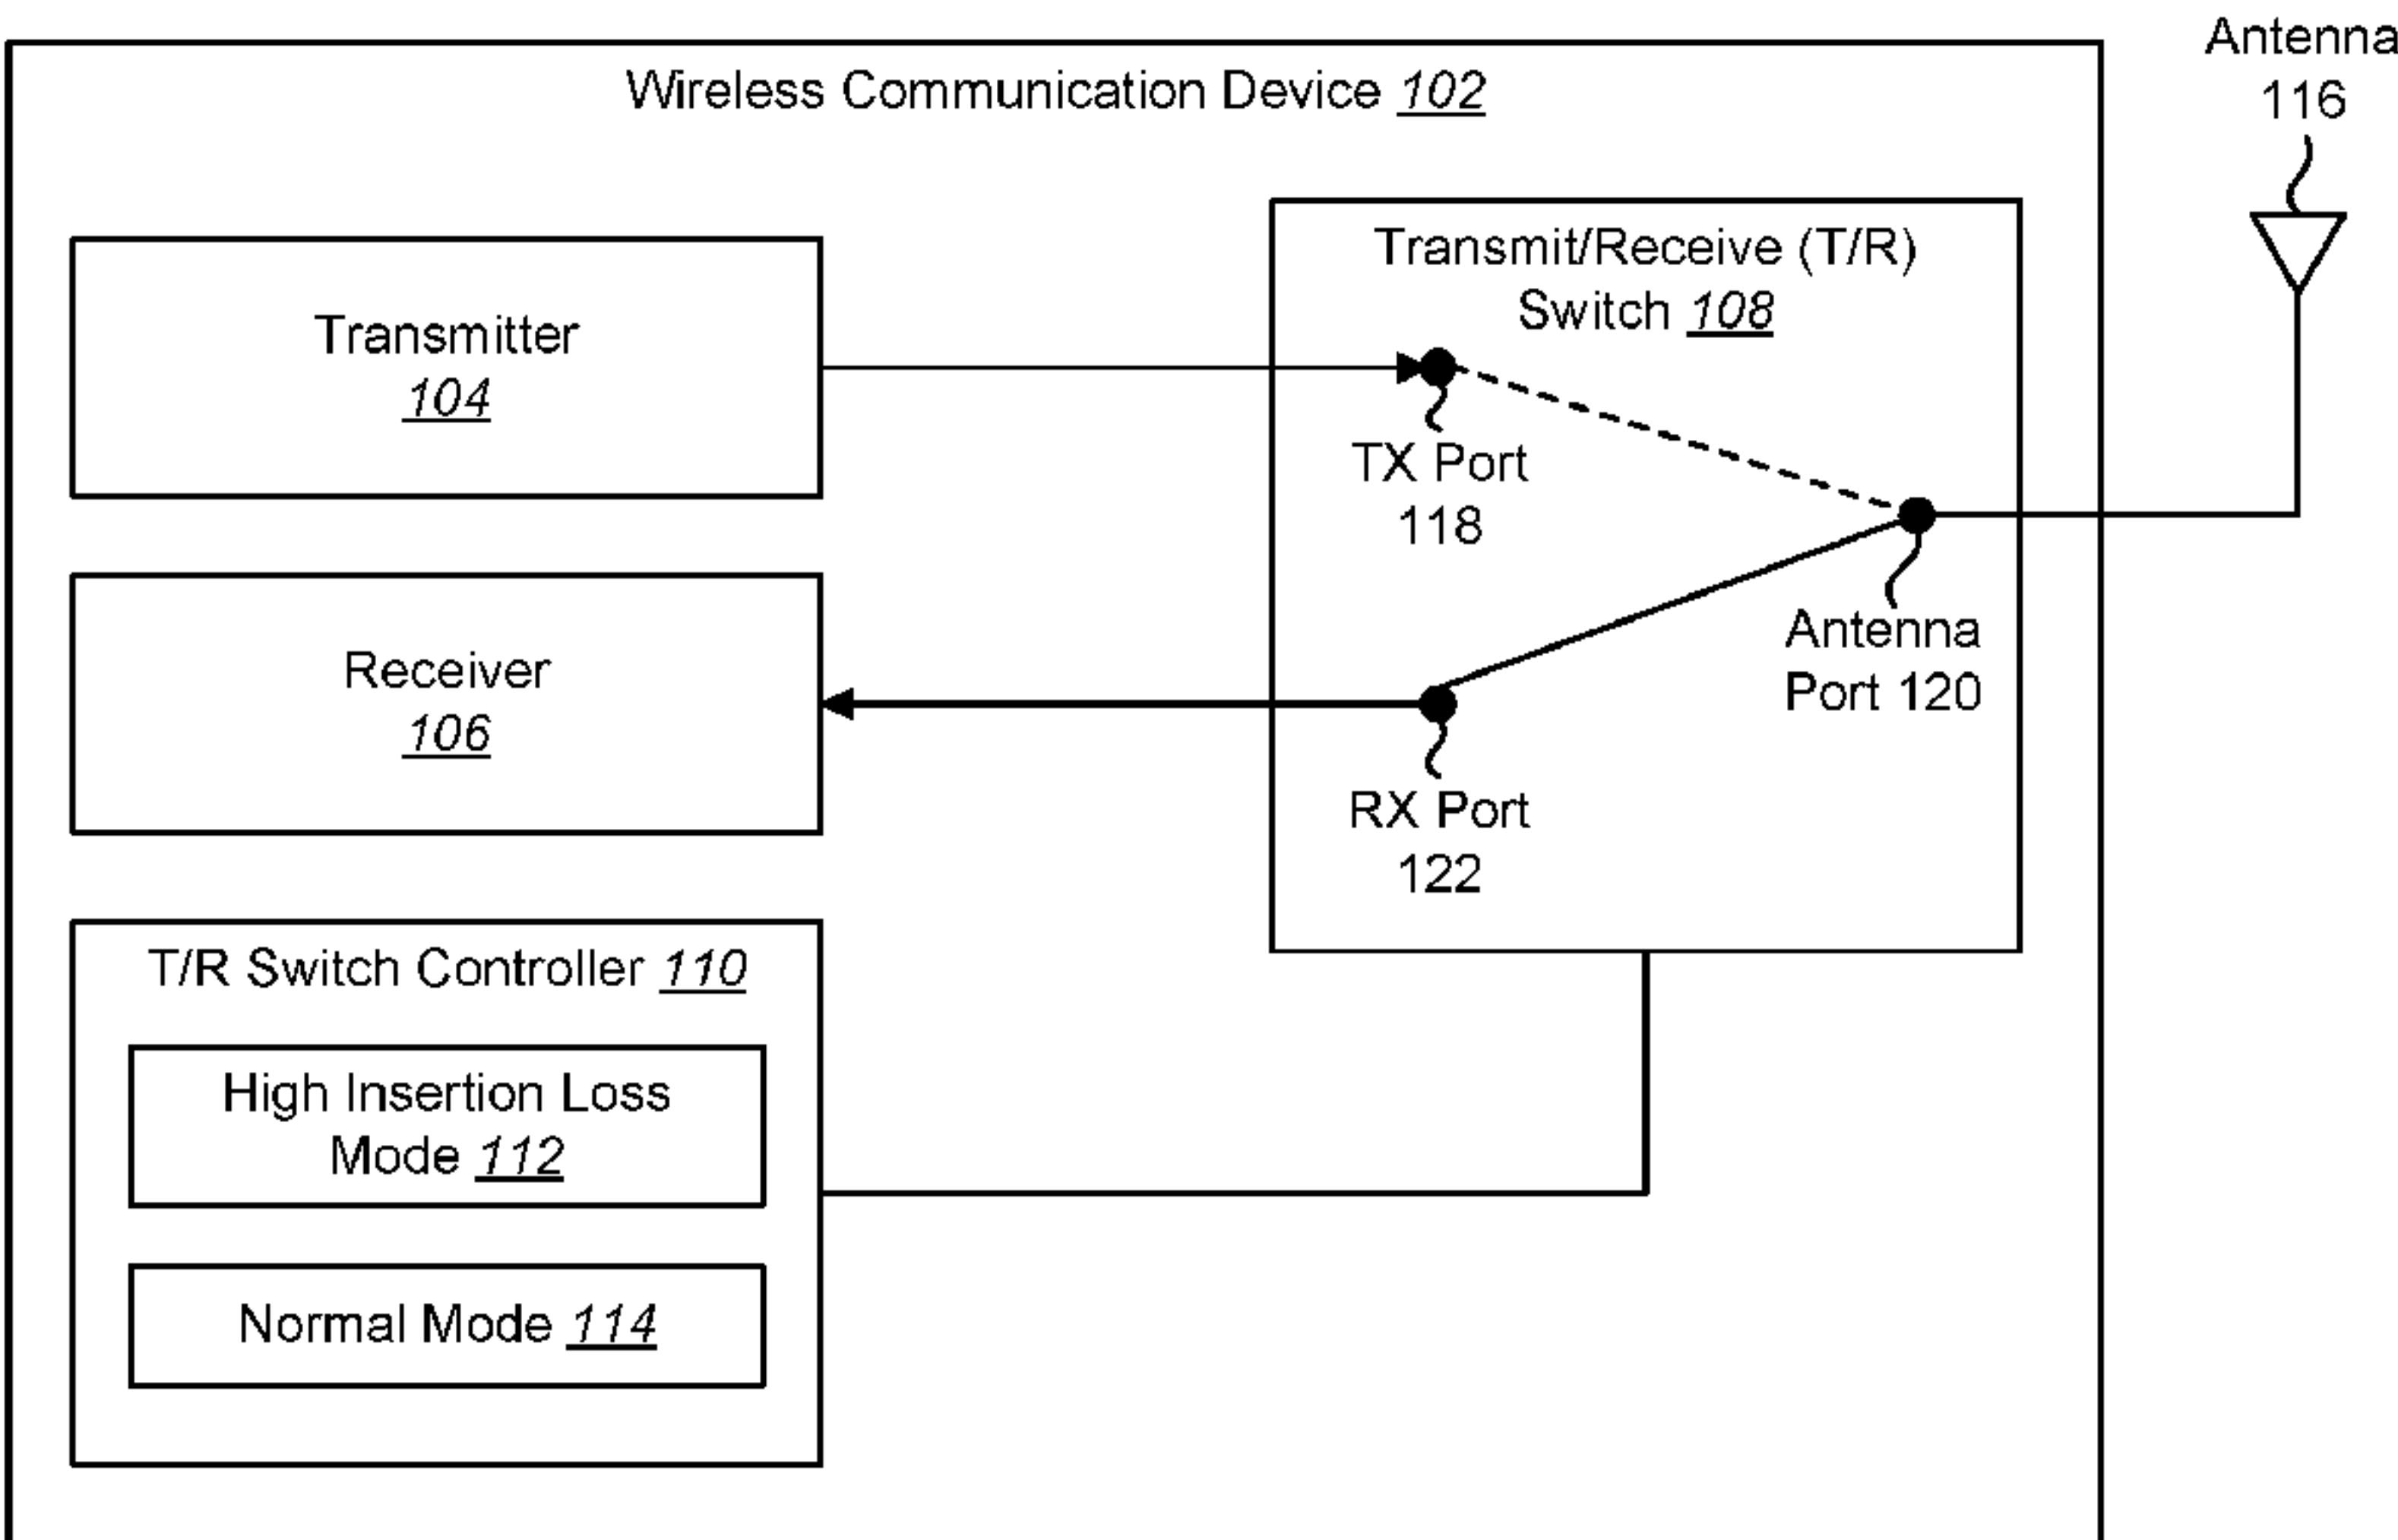 Antenna
116
Wireless Communication Device 102
Transmit/Receive (T/R)
Switch 108
Transmitter
104
TX Port
118
Antenna
Port 120
Receiver
106
RX Port
122
T/R Switch Controller 110
High Insertion Loss
Mode 112
Normal Mode 114